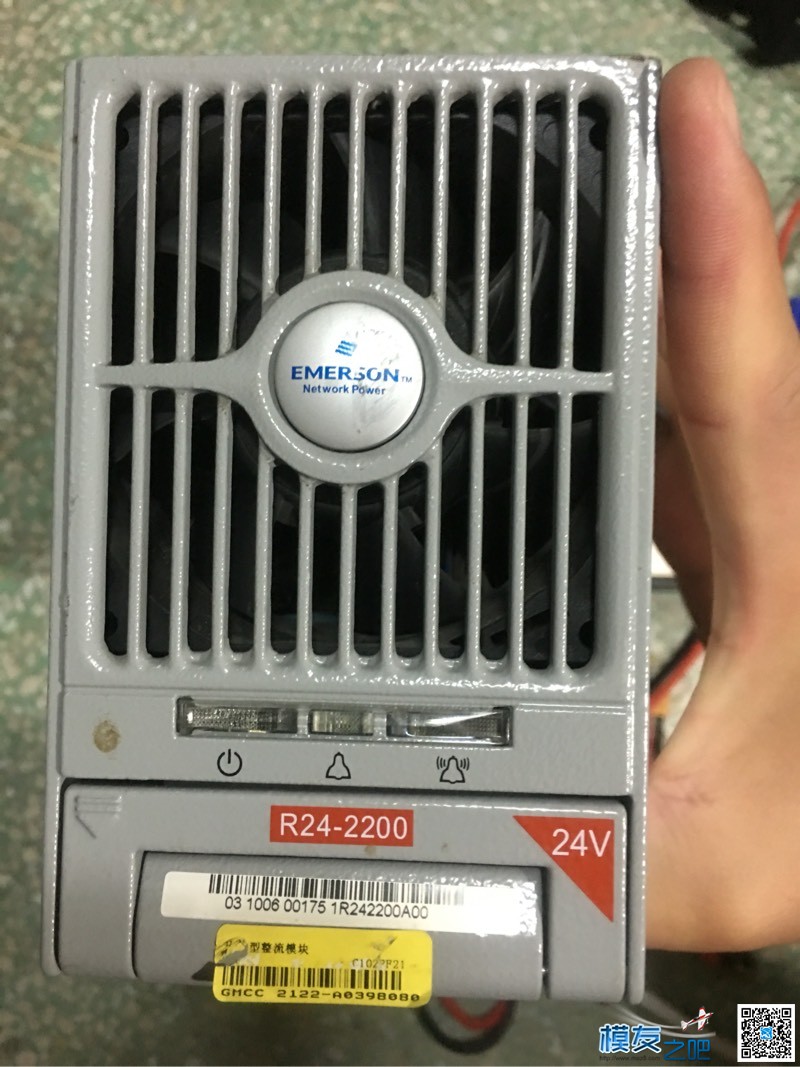 EMERSON™
Network Power
R24-2200
24V
03 1006 00175 1R242200A00
型整流模块
GMCC 2122-A0398080
模友之吧